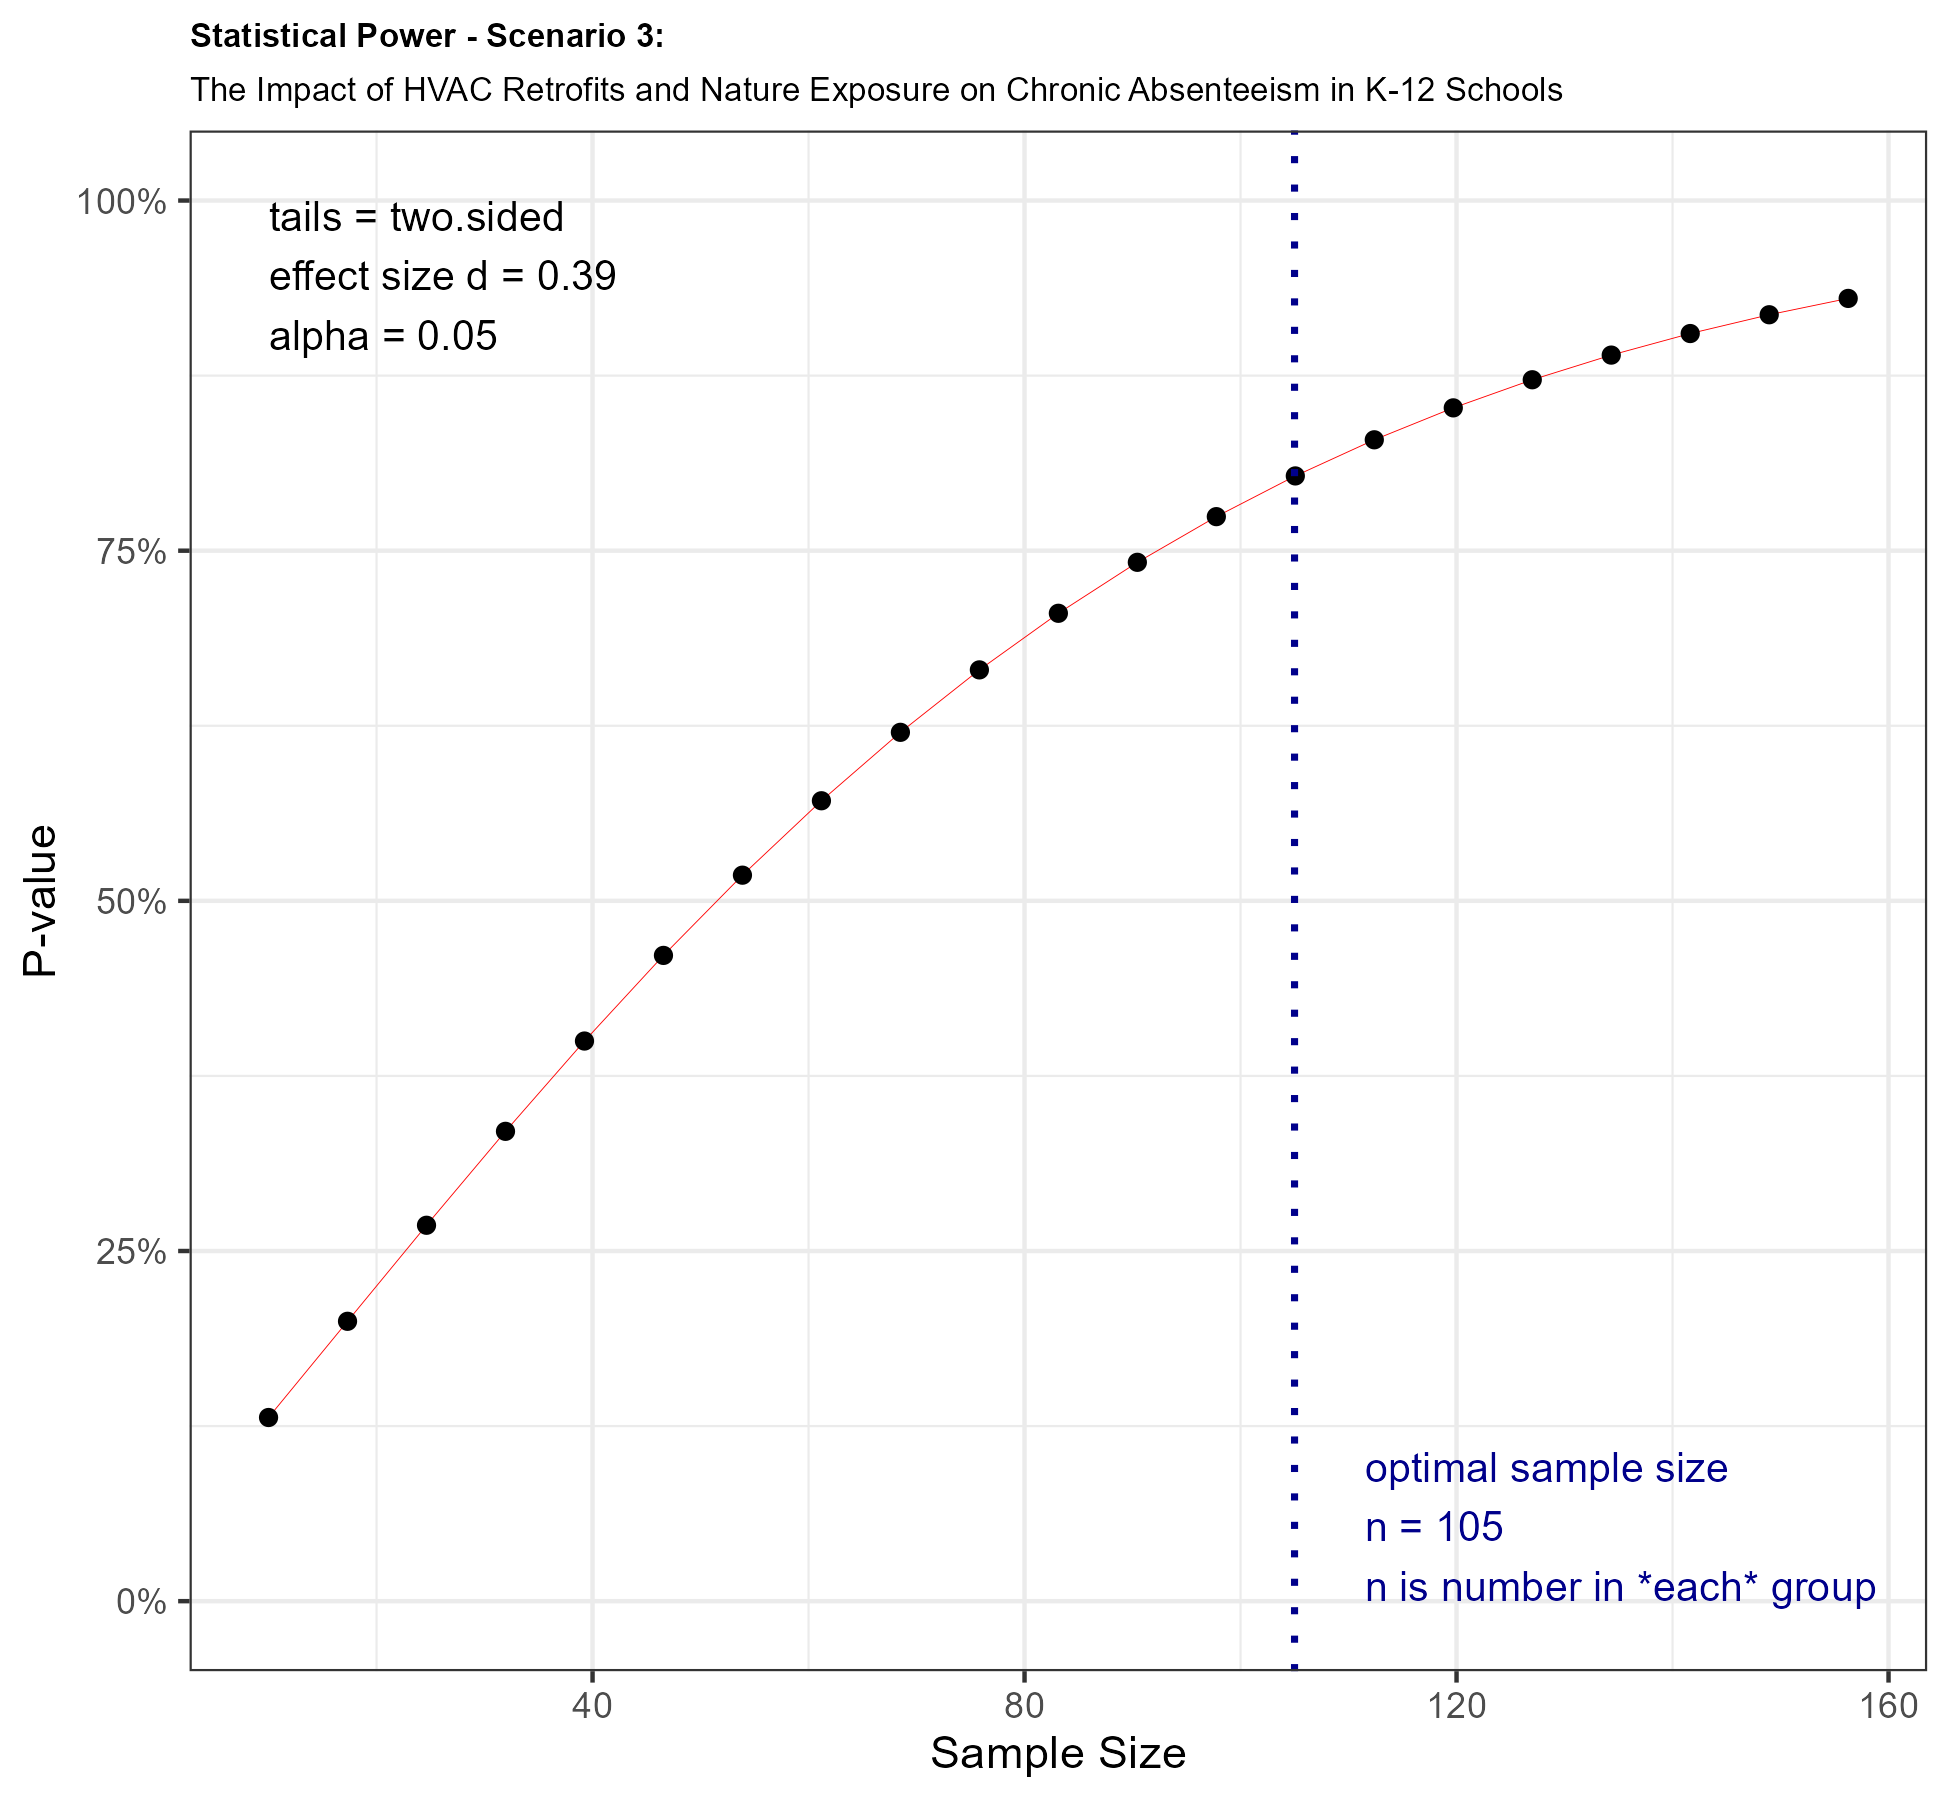 Statistical Power - Scenario 3:
The Impact of HVAC Retrofits and Nature Exposure on Chronic Absenteeism in K-12 Schools
tails = two.sided
effect size d = 0.39
alpha = 0.05
100%
75%
50%
25%
0%
P-value
optimal sample size
n = 105
n is number in *each* group
40
80
120
160
Sample Size